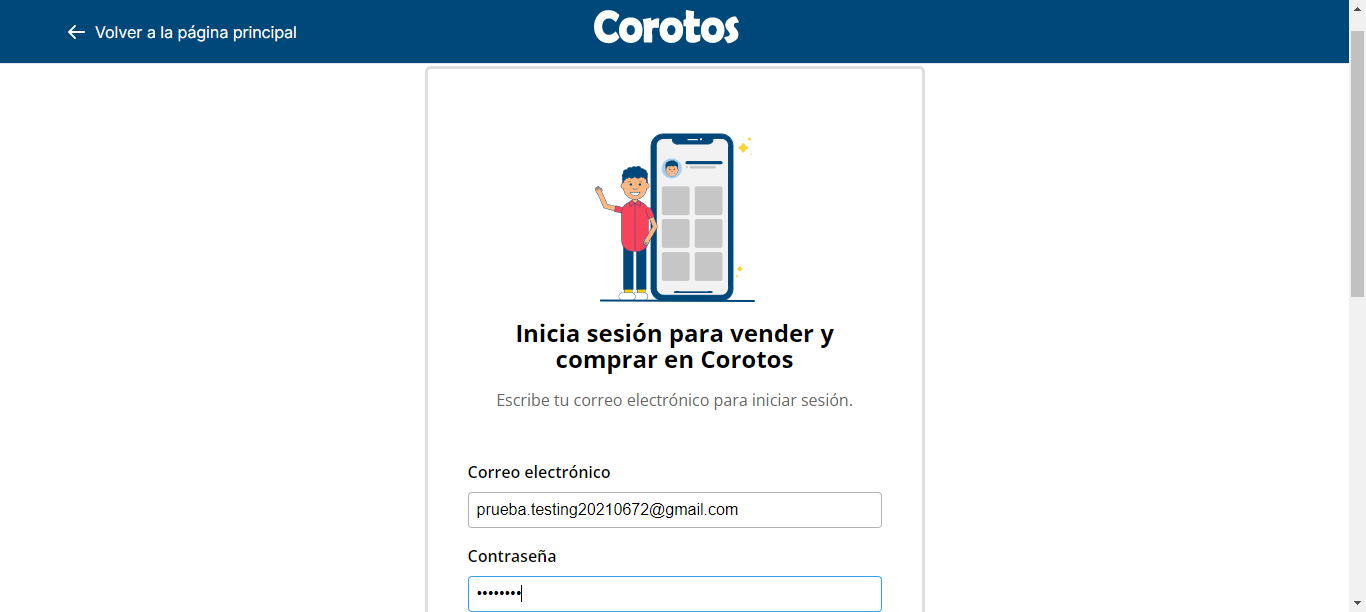 Volver a la página principal
Corotos
Inicia sesión para vender y
comprar en Corotos
Escribe tu correo electrónico para iniciar sesión.
Correo electrónico
prueba.testing20210672@gmail.com
Contraseña
••••••••